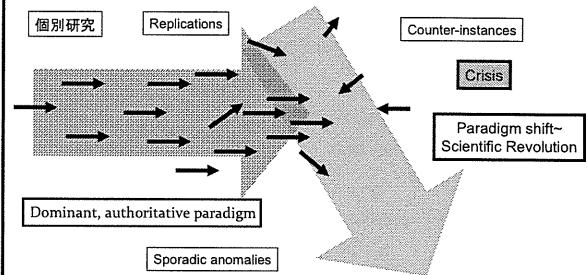 個別研究
Replications
Counter-instances
Crisis
Paradigm shift~
Scientific Revolution
Dominant, authoritative paradigm
Sporadic anomalies